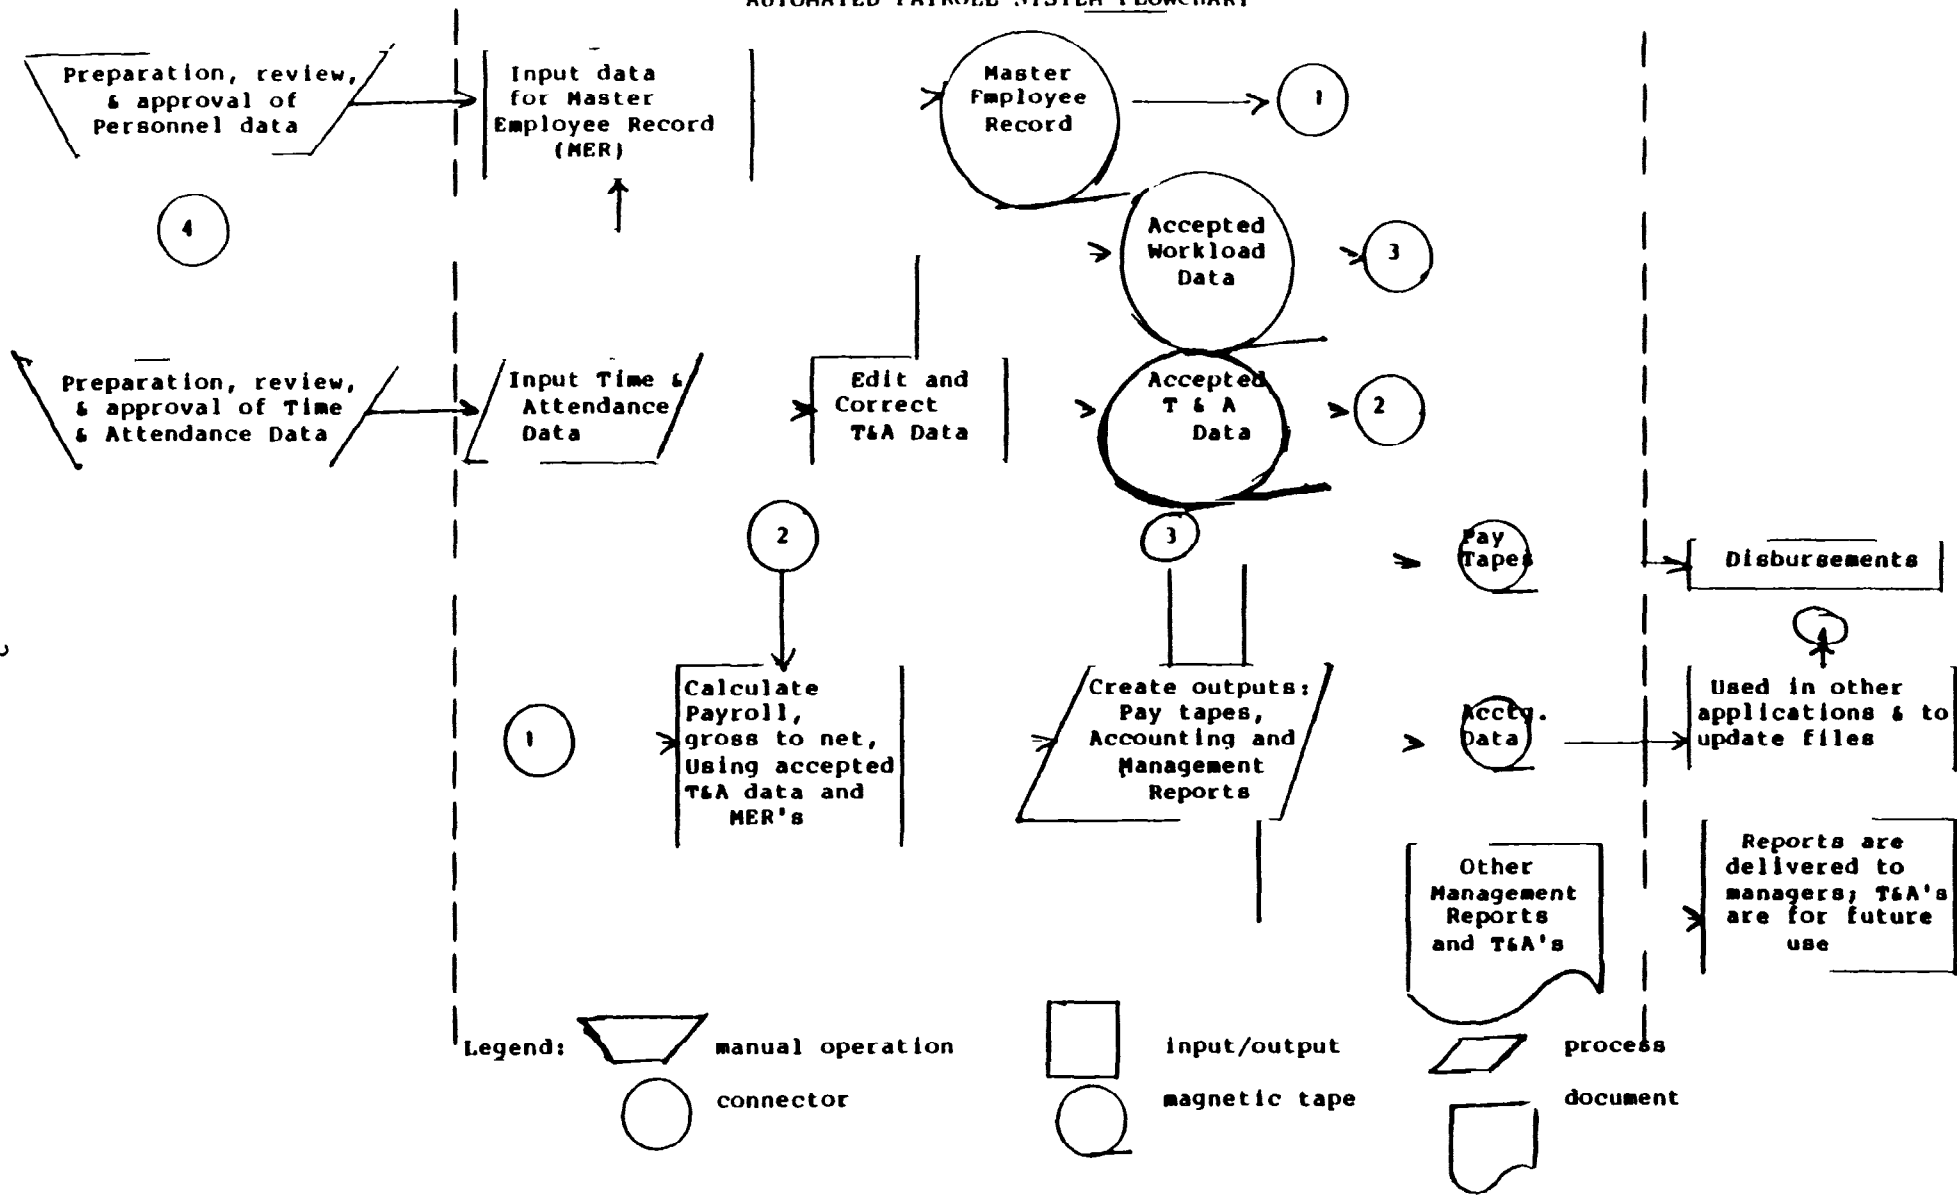 AUTOMATED PAYROLL SYSTEM FLOWCHART
Preparation, review,
& approval of
Personnel data
Input data
for Master
Employee Record
(MER)
Master
Employee
Record
1
4
Accepted
Workload
Data
3
Preparation, review,
& approval of Time
& Attendance Data
Input Time &
Attendance
Data
Edit and
Correct
T&A Data
Accepted
T & A
Data
2
2
3
Pay
Tapes
Disbursements
1
Calculate
Payroll,
gross to net,
Using accepted
T&A data and
MER's
Create outputs:
Pay tapes,
Accounting and
Management
Reports
Acctg.
Data
Used in other
applications & to
update files
Other
Management
Reports
and T&A's
Reports are
delivered to
managers; T&A's
are for future
use
Legend:
manual operation
input/output
process
connector
magnetic tape
document